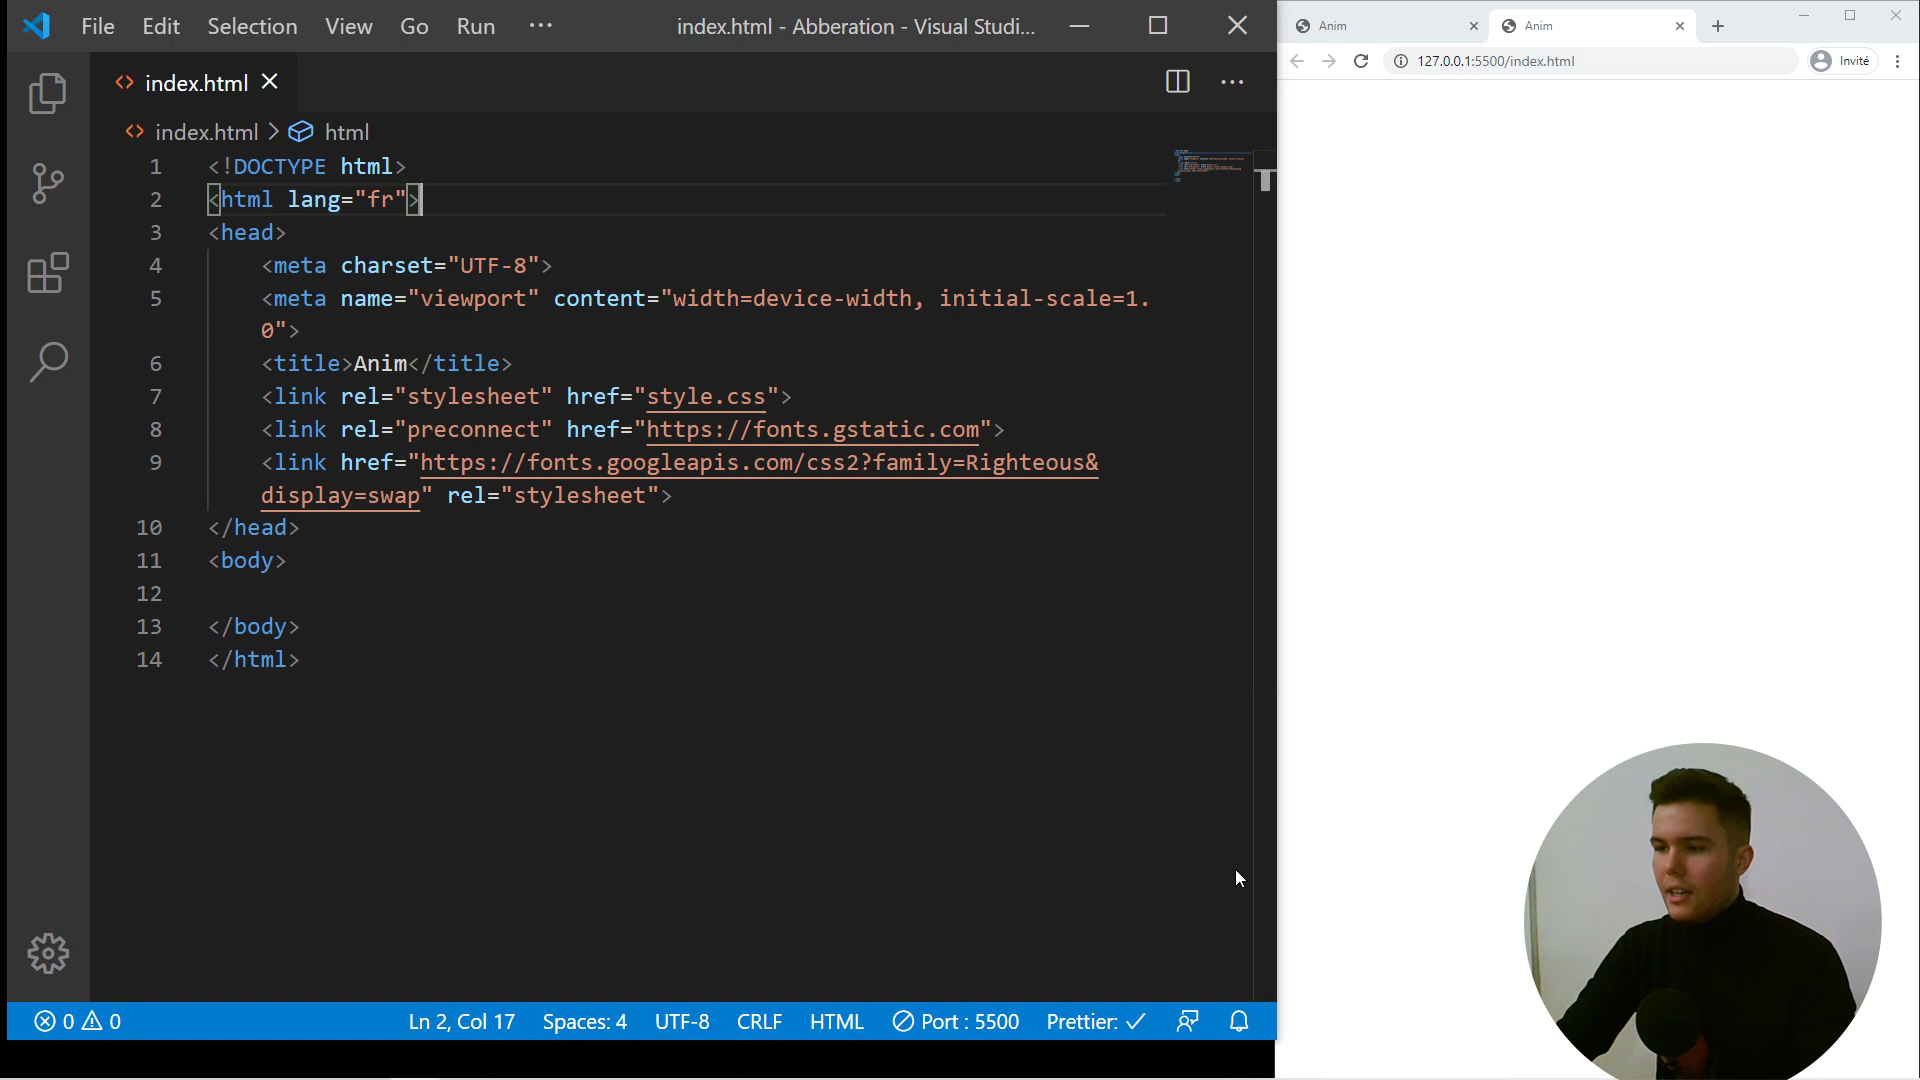 File Edit Selection View Go Run ··· index.html - Abberation - Visual Studi...
index.html
index.html > html
1 <!DOCTYPE html>
2 <html lang="fr">
3 <head>
4 <meta charset="UTF-8">
5 <meta name="viewport" content="width=device-width, initial-scale=1.
0">
6 <title>Anim</title>
7 <link rel="stylesheet" href="style.css">
8 <link rel="preconnect" href="https://fonts.gstatic.com">
9 <link href="https://fonts.googleapis.com/css2?family=Righteous&
display=swap" rel="stylesheet">
10 </head>
11 <body>
12
13 </body>
14 </html>
0 0 Ln 2, Col 17 Spaces: 4 UTF-8 CRLF HTML Port : 5500 Prettier: ✓
Anim Anim
127.0.0.1:5500/index.html Invité